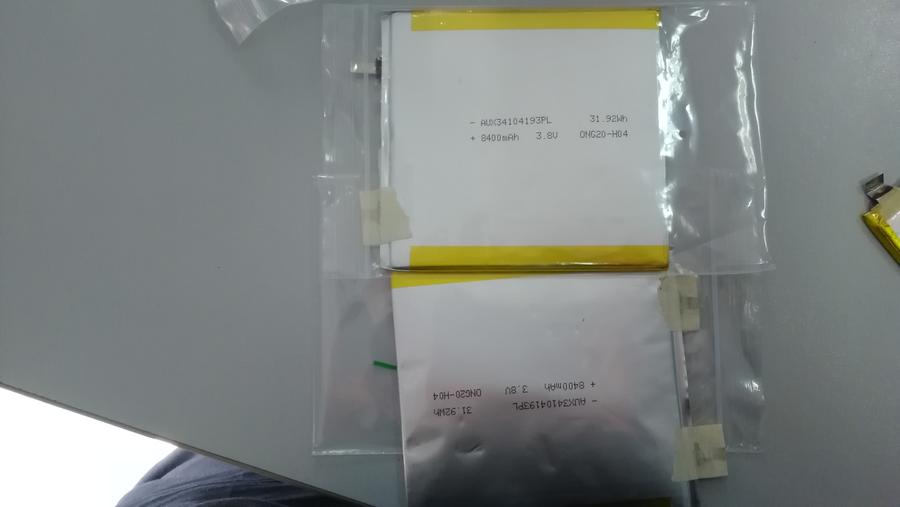 - AUX34104193PL 31.92Wh
+ 8400mAh 3.8V ONG20-H04
- AUX34104193PL 31.92Wh
+ 8400mAh 3.8V ONG20-H04